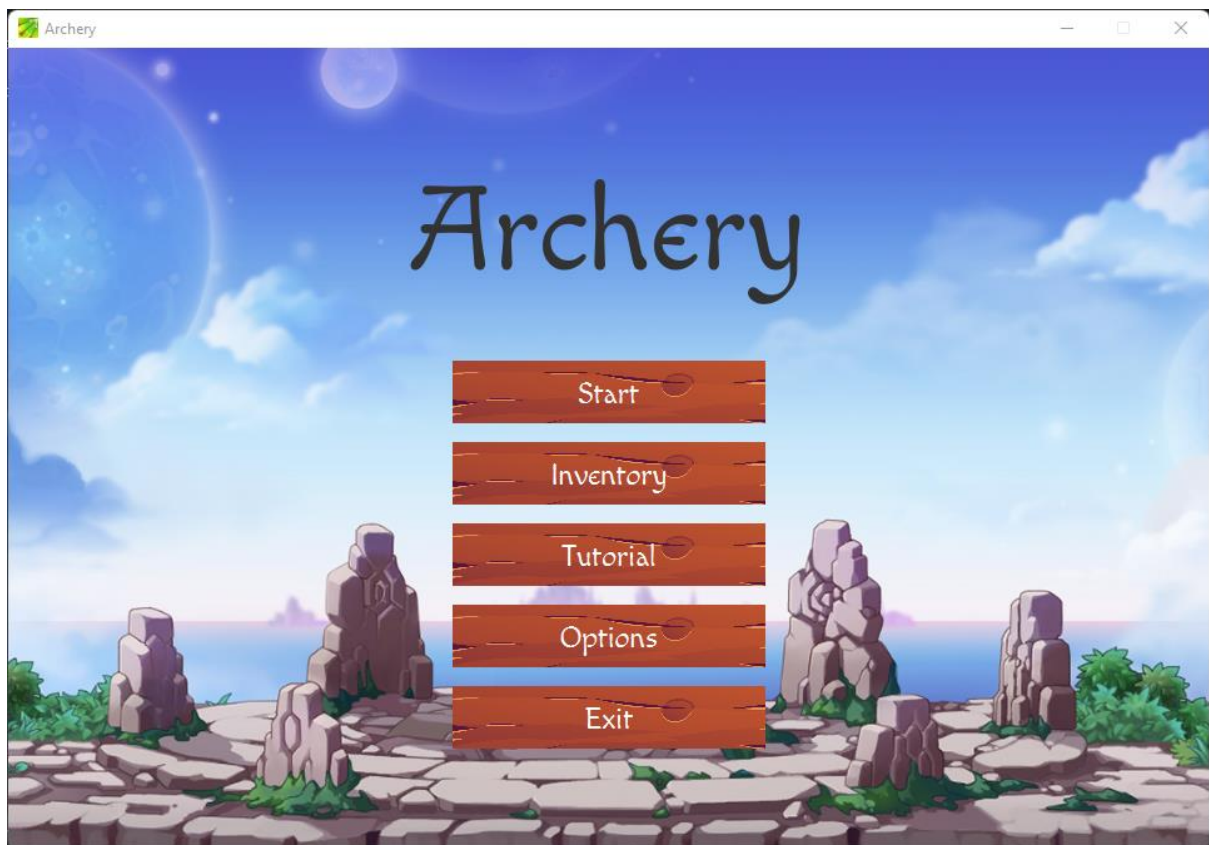 Archery
Archery
Start
Inventory
Tutorial
Options
Exit